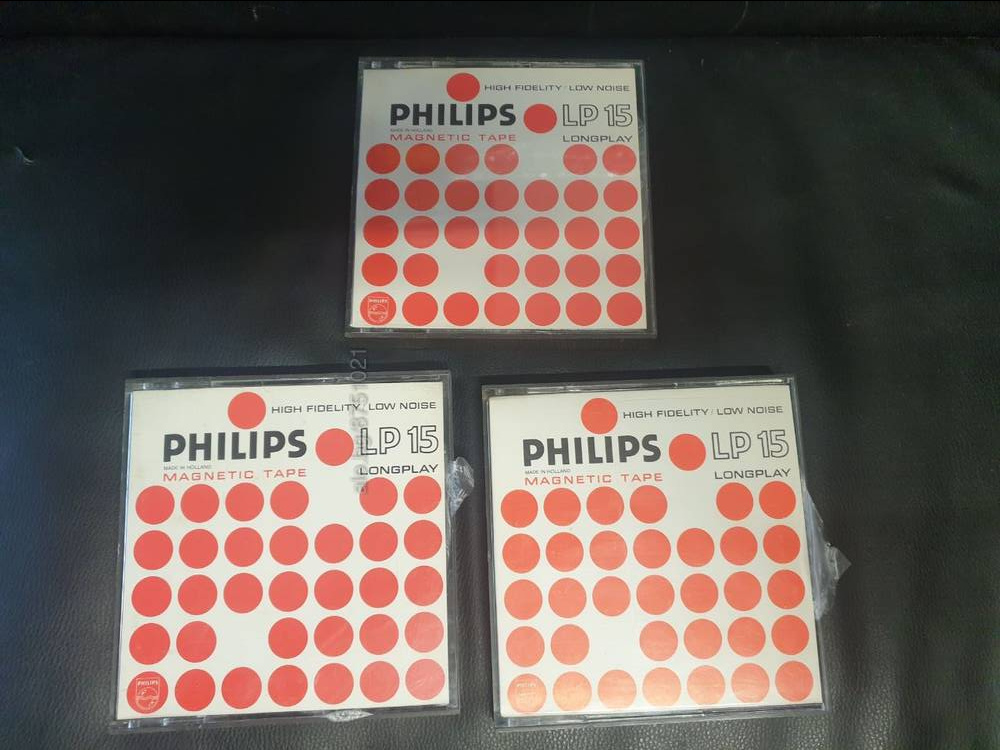 HIGH FIDELITY / LOW NOISE
PHILIPS LP 15
MADE IN HOLLAND
MAGNETIC TAPE LONGPLAY
PHILIPS
HIGH FIDELITY / LOW NOISE
PHILIPS LP 15
MADE IN HOLLAND
MAGNETIC TAPE LONGPLAY
PHILIPS
HIGH FIDELITY / LOW NOISE
PHILIPS LP 15
MADE IN HOLLAND
MAGNETIC TAPE LONGPLAY
PHILIPS